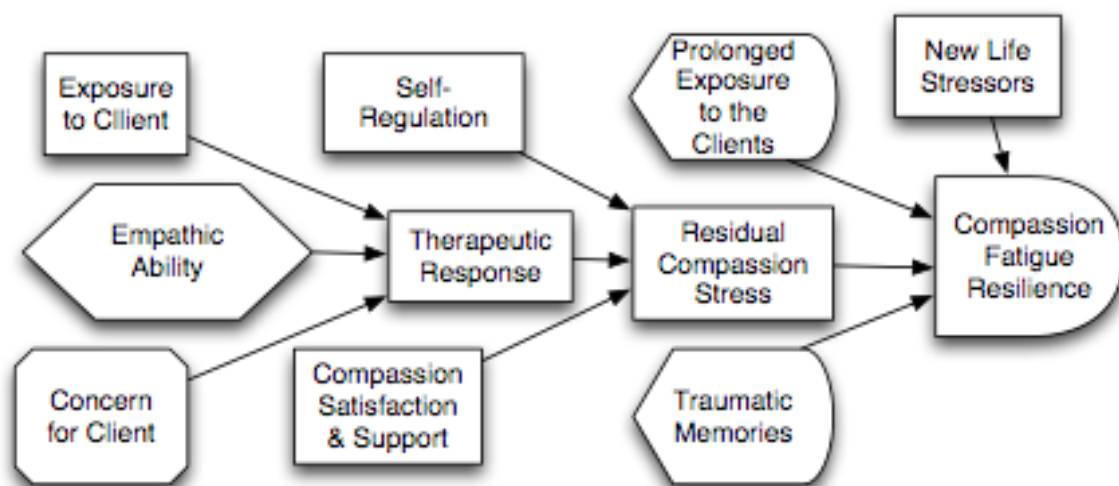 Exposure
to Cllient
Self-
Regulation
Prolonged
Exposure
to the
Clients
New Life
Stressors
Empathic
Ability
Therapeutic
Response
Residual
Compassion
Stress
Compassion
Fatigue
Resilience
Concern
for Client
Compassion
Satisfaction
& Support
Traumatic
Memories